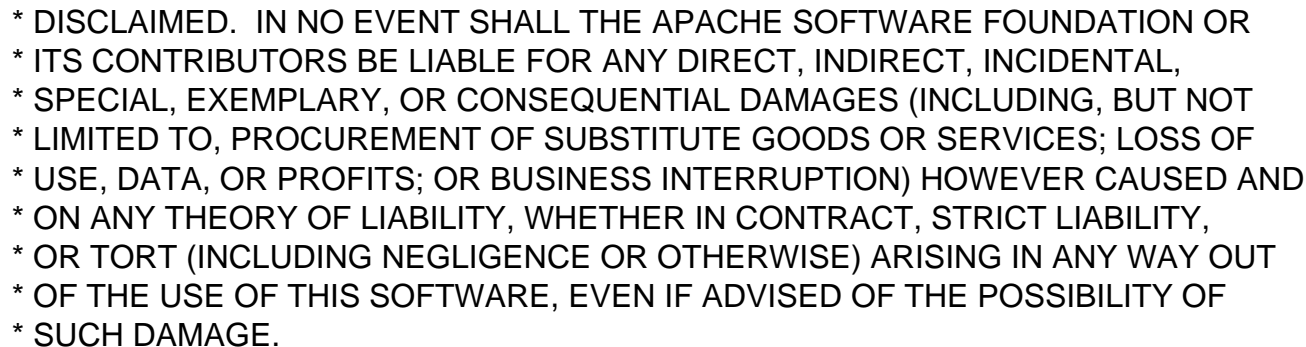 * DISCLAIMED.  IN NO EVENT SHALL THE APACHE SOFTWARE FOUNDATION OR
* ITS CONTRIBUTORS BE LIABLE FOR ANY DIRECT, INDIRECT, INCIDENTAL,
* SPECIAL, EXEMPLARY, OR CONSEQUENTIAL DAMAGES (INCLUDING, BUT NOT
* LIMITED TO, PROCUREMENT OF SUBSTITUTE GOODS OR SERVICES; LOSS OF
* USE, DATA, OR PROFITS; OR BUSINESS INTERRUPTION) HOWEVER CAUSED AND
* ON ANY THEORY OF LIABILITY, WHETHER IN CONTRACT, STRICT LIABILITY,
* OR TORT (INCLUDING NEGLIGENCE OR OTHERWISE) ARISING IN ANY WAY OUT
* OF THE USE OF THIS SOFTWARE, EVEN IF ADVISED OF THE POSSIBILITY OF
* SUCH DAMAGE.